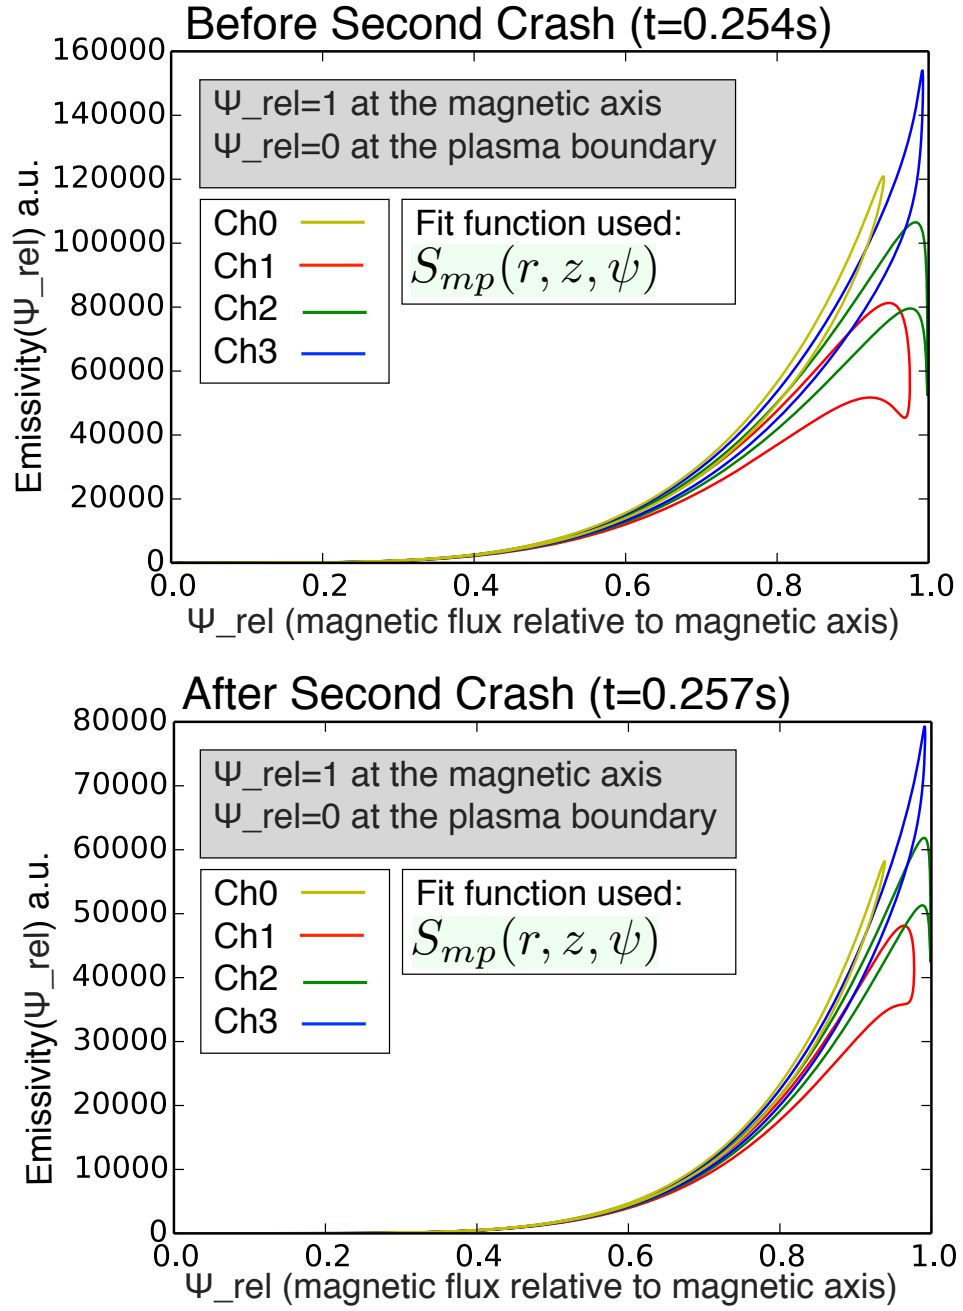 Before Second Crash (t=0.254s)
160000
140000
120000
100000
80000
60000
40000
20000
0
Emissivity(Ψ_rel) a.u.
Ψ_rel=1 at the magnetic axis
Ψ_rel=0 at the plasma boundary
Ch0
Ch1
Ch2
Ch3
Fit function used:
S_{mp}(r, z, ψ)
0.0 0.2 0.4 0.6 0.8 1.0
Ψ_rel (magnetic flux relative to magnetic axis)
After Second Crash (t=0.257s)
80000
70000
60000
50000
40000
30000
20000
10000
0
Emissivity(Ψ_rel) a.u.
Ψ_rel=1 at the magnetic axis
Ψ_rel=0 at the plasma boundary
Ch0
Ch1
Ch2
Ch3
Fit function used:
S_{mp}(r, z, ψ)
0.0 0.2 0.4 0.6 0.8 1.0
Ψ_rel (magnetic flux relative to magnetic axis)